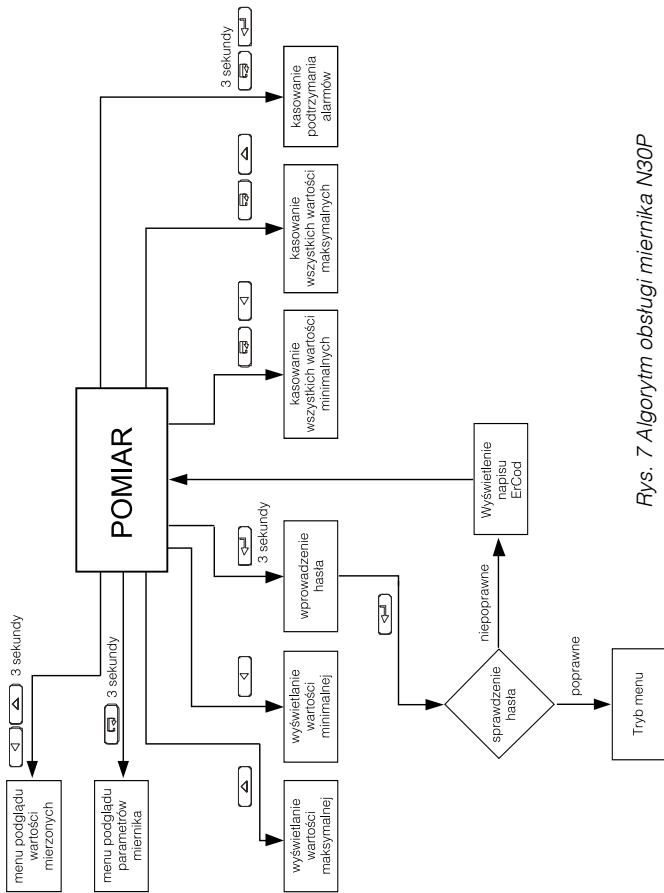 menu podglądu
wartości
mierzonych
3 sekundy
menu podglądu
parametrów
miernika
3 sekundy
POMIAR
wyświetlanie
wartości
maksymalnej
wyświetlanie
wartości
minimalnej
3 sekundy
wprowadzenie
hasła
kasowanie
wszystkich wartości
minimalnych
kasowanie
wszystkich wartości
maksymalnych
3 sekundy
kasowanie
podtrzymania
alarmów
sprawdzenie
hasła
niepoprawne
Wyświetlenie
napisu
ErCod
poprawne
Tryb menu
Rys. 7 Algorytm obsługi miernika N30P